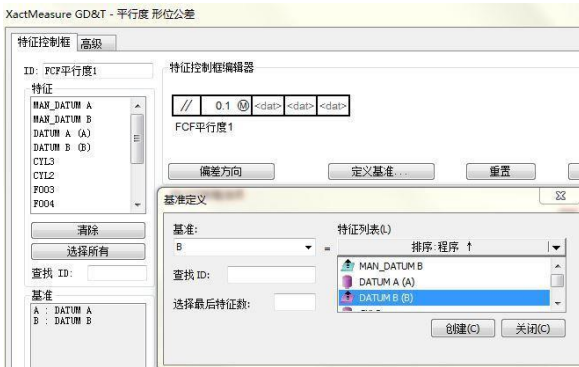 XactMeasure GD&T - 平行度 形位公差
特征控制框 高级
ID: FCF平行度1
特征
MAN_DATUM A
MAN_DATUM B
DATUM A (A)
DATUM B (B)
CYL3
CYL2
F003
F004
清除
选择所有
查找 ID:
基准
A : DATUM A
B : DATUM B
特征控制框编辑器
// 0.1 Ⓜ <dat> <dat> <dat>
FCF平行度1
偏差方向 定义基准... 重置
基准定义
基准:
B
查找 ID:
选择最后特征数:
=
特征列表(L)
排序:程序 ↑
MAN_DATUM B
DATUM A (A)
DATUM B (B)
创建(C) 关闭(C)